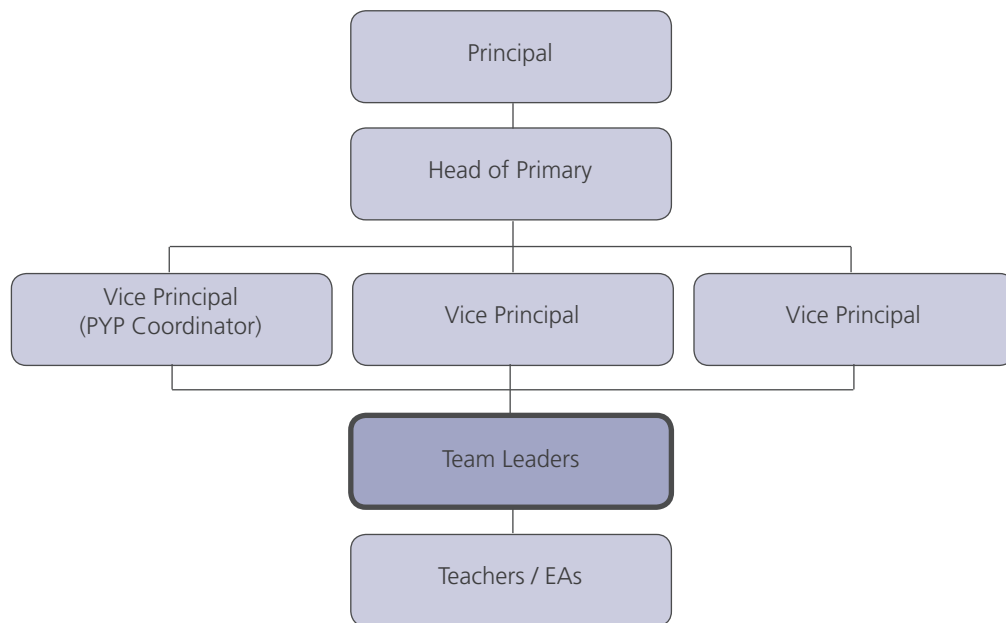 Principal
Head of Primary
Vice Principal
(PYP Coordinator)
Vice Principal
Vice Principal
Team Leaders
Teachers / EAs